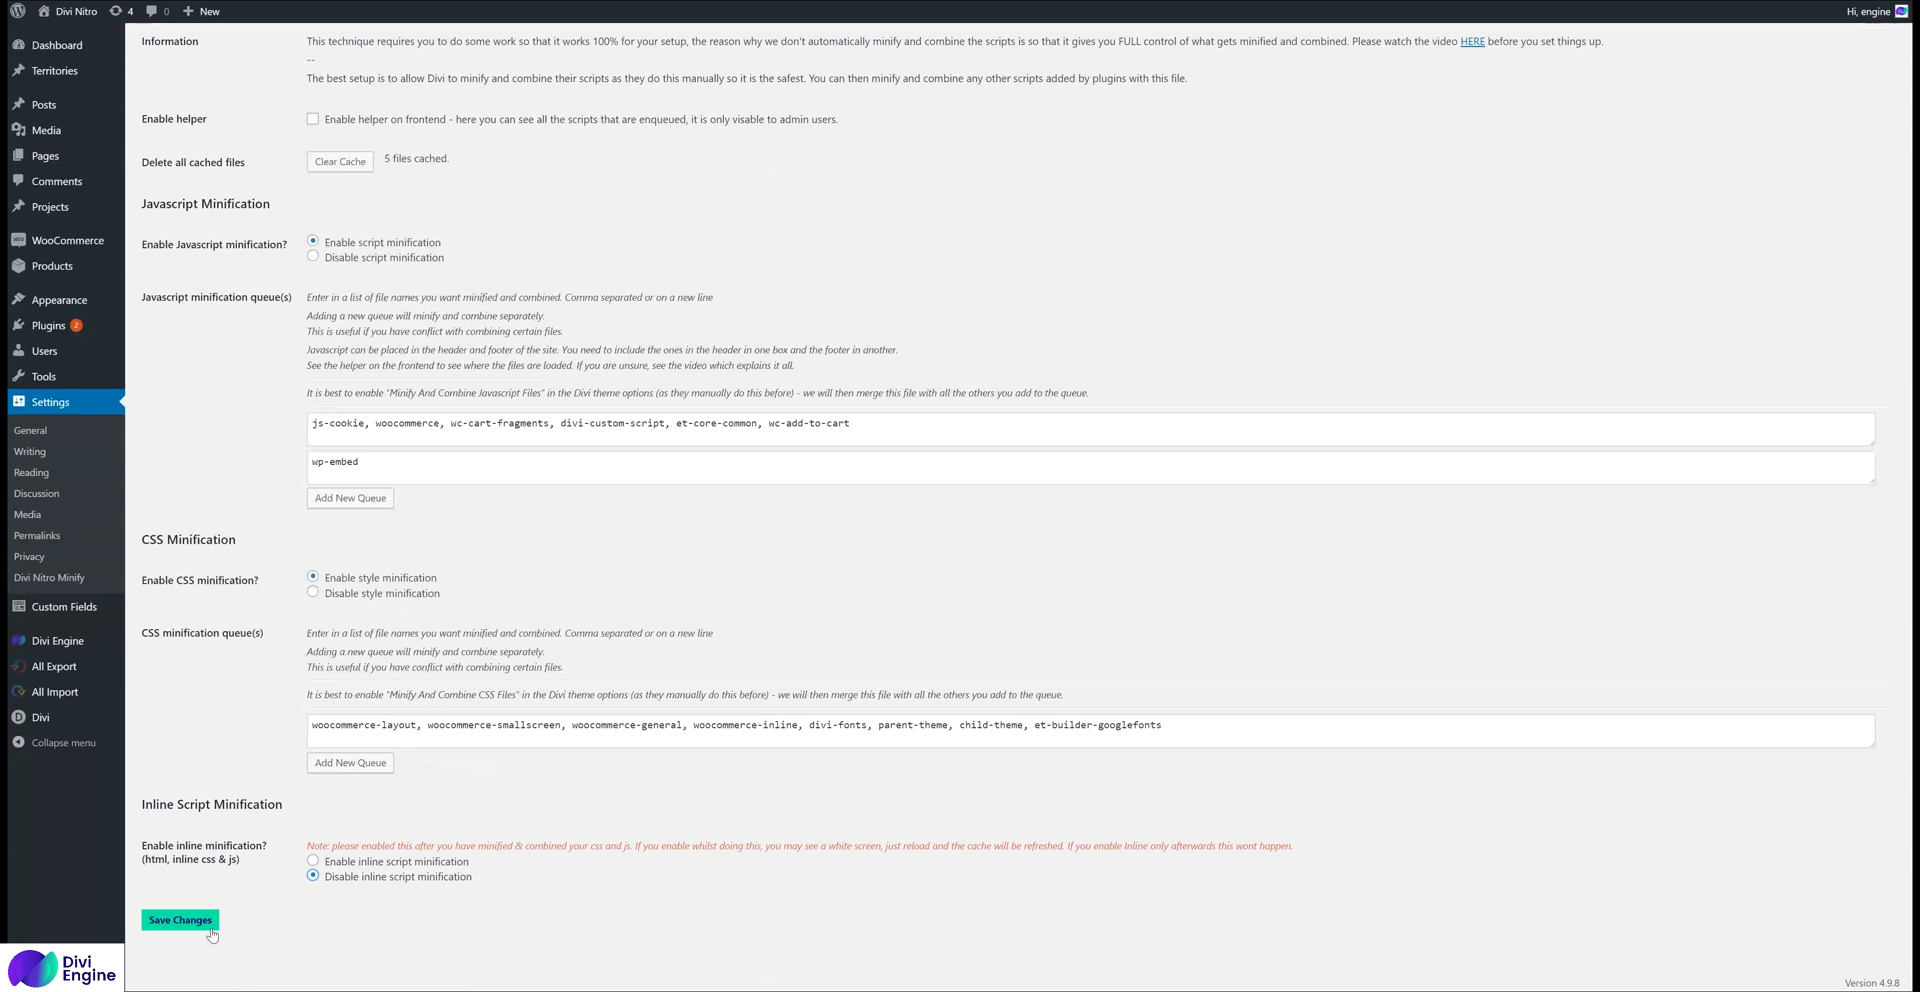 Divi Nitro 4 0 New
Hi, engine
Dashboard
Territories
Posts
Media
Pages
Comments
Projects
WooCommerce
Products
Appearance
Plugins 2
Users
Tools
Settings
General
Writing
Reading
Discussion
Media
Permalinks
Privacy
Divi Nitro Minify
Custom Fields
Divi Engine
All Export
All Import
Divi
Collapse menu
Divi
Engine
Information
This technique requires you to do some work so that it works 100% for your setup, the reason why we don't automatically minify and combine the scripts is so that it gives you FULL control of what gets minified and combined. Please watch the video HERE before you set things up.
--
The best setup is to allow Divi to minify and combine their scripts as they do this manually so it is the safest. You can then minify and combine any other scripts added by plugins with this file.
Enable helper
Enable helper on frontend - here you can see all the scripts that are enqueued, it is only visable to admin users.
Delete all cached files
Clear Cache 5 files cached.
Javascript Minification
Enable Javascript minification?
Enable script minification
Disable script minification
Javascript minification queue(s)
Enter in a list of file names you want minified and combined. Comma separated or on a new line
Adding a new queue will minify and combine separately.
This is useful if you have conflict with combining certain files.
Javascript can be placed in the header and footer of the site. You need to include the ones in the header in one box and the footer in another.
See the helper on the frontend to see where the files are loaded. If you are unsure, see the video which explains it all.
It is best to enable "Minify And Combine Javascript Files" in the Divi theme options (as they manually do this before) - we will then merge this file with all the others you add to the queue.
js-cookie, woocommerce, wc-cart-fragments, divi-custom-script, et-core-common, wc-add-to-cart
wp-embed
Add New Queue
CSS Minification
Enable CSS minification?
Enable style minification
Disable style minification
CSS minification queue(s)
Enter in a list of file names you want minified and combined. Comma separated or on a new line
Adding a new queue will minify and combine separately.
This is useful if you have conflict with combining certain files.
It is best to enable "Minify And Combine CSS Files" in the Divi theme options (as they manually do this before) - we will then merge this file with all the others you add to the queue.
woocommerce-layout, woocommerce-smallscreen, woocommerce-general, woocommerce-inline, divi-fonts, parent-theme, child-theme, et-builder-googlefonts
Add New Queue
Inline Script Minification
Enable inline minification?
(html, inline css & js)
Note: please enabled this after you have minified & combined your css and js. If you enable whilst doing this, you may see a white screen, just reload and the cache will be refreshed. If you enable Inline only afterwards this wont happen.
Enable inline script minification
Disable inline script minification
Save Changes
Version 4.9.8